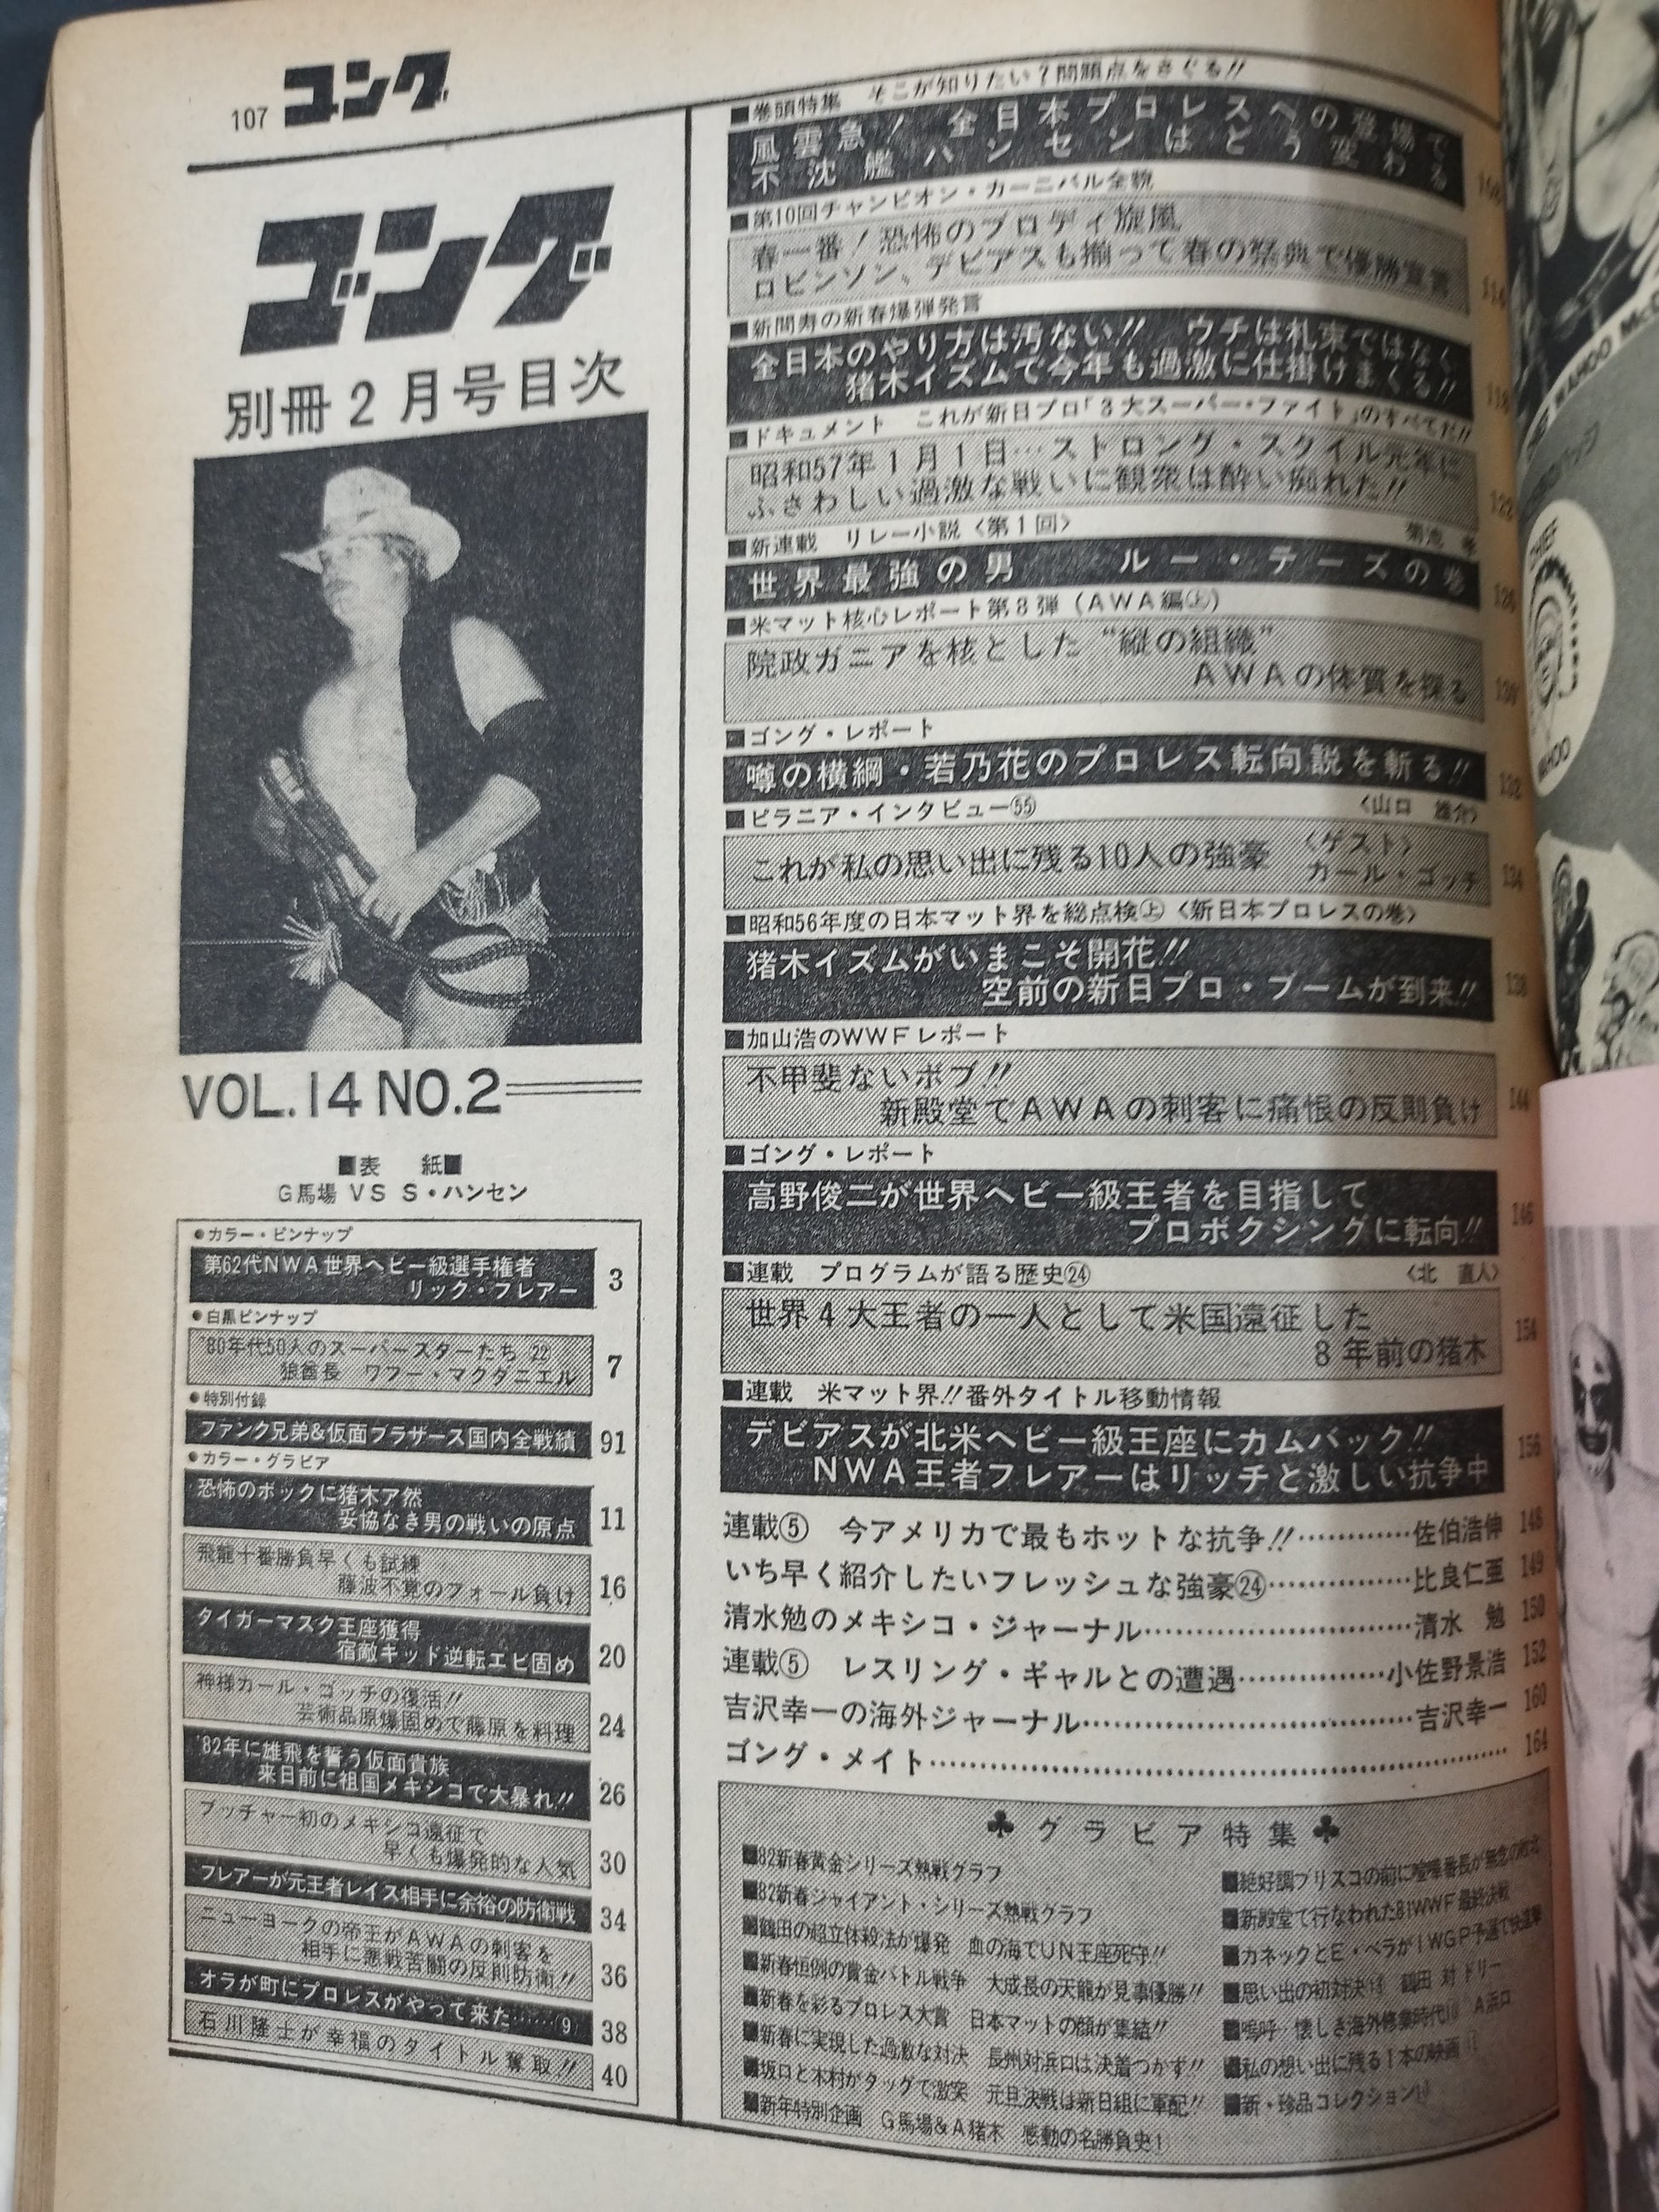 107 ゴング
ゴング
別冊2月号目次
VOL.14 NO.2
■表 紙■
G馬場 VS S・ハンセン
●カラー・ピンナップ
第62代NWA世界ヘビー級選手権者
リック・フレアー 3
●白黒ピンナップ
'80年代50人のスーパースターたち ㉒
狼酋長 ワフー・マクダニエル 7
●特別付録
ファンク兄弟&仮面ブラザース国内全戦績 91
●カラー・グラビア
恐怖のボックに猪木ア然
妥協なき男の戦いの原点 11
飛龍十番勝負早くも試練
藤波不覚のフォール負け 16
タイガーマスク王座獲得
宿敵キッド逆転エビ固め 20
神様カール・ゴッチの復活!!
芸術品原爆固めで藤原を料理 24
'82年に雄飛を誓う仮面貴族
来日前に祖国メキシコで大暴れ!! 26
ブッチャー初のメキシコ遠征で
早くも爆発的な人気 30
フレアーが元王者レイス相手に余裕の防衛戦 34
ニューヨークの帝王がAWAの刺客を
相手に悪戦苦闘の反則防衛!! 36
オラが町にプロレスがやって来た……(9) 38
石川隆士が幸福のタイトル奪取!! 40
■巻頭特集 そこが知りたい?問題点をさぐる!!
風雲急! 全日本プロレスへの登場で
不沈艦ハンセンはどう変わる
■第10回チャンピオン・カーニバル全貌
春一番!恐怖のブロディ旋風
ロビンソン、デビアスも揃って春の祭典で優勝宣言 114
■新間寿の新春爆弾発言
全日本のやり方は汚ない!! ウチは札束ではなく
猪木イズムで今年も過激に仕掛けまくる!! 118
■ドキュメント これが新日プロ「3大スーパー・ファイト」のすべてだ!!
昭和57年1月1日…ストロング・スタイル元年に
ふさわしい過激な戦いに観衆は酔い痴れた!! 122
■新連載 リレー小説〈第1回〉 菊池 孝
世界最強の男 ルー・テーズの巻 126
■米マット核心レポート第8弾(AWA編㊤)
院政ガニアを核とした“縦の組織”
AWAの体質を探る 130
■ゴング・レポート
噂の横綱・若乃花のプロレス転向説を斬る!! 132
■ピラニア・インタビュー㊺ 〈山口 雄介〉
これが私の思い出に残る10人の強豪 〈ゲスト〉
カール・ゴッチ 134
■昭和56年度の日本マット界を総点検㊤〈新日本プロレスの巻〉
猪木イズムがいまこそ開花!!
空前の新日プロ・ブームが到来!! 138
■加山浩のWWFレポート
不甲斐ないボブ!!
新殿堂でAWAの刺客に痛恨の反則負け 144
■ゴング・レポート
高野俊二が世界ヘビー級王者を目指して
プロボクシングに転向!! 146
■連載 プログラムが語る歴史㉔ 〈北 直人〉
世界4大王者の一人として米国遠征した
8年前の猪木 154
■連載 米マット界!!番外タイトル移動情報
デビアスが北米ヘビー級王座にカムバック!!
NWA王者フレアーはリッチと激しい抗争中 156
連載⑤ 今アメリカで最もホットな抗争!!…………佐伯浩伸 148
いち早く紹介したいフレッシュな強豪㉔……………比良仁亜 149
清水勉のメキシコ・ジャーナル………………………清水 勉 150
連載⑤ レスリング・ギャルとの遭遇……………小佐野景浩 152
吉沢幸一の海外ジャーナル……………………………吉沢幸一 160
ゴング・メイト………………………………………………… 164
♣グラビア特集♣
■82新春黄金シリーズ熱戦グラフ
■82新春ジャイアント・シリーズ熱戦グラフ
■鶴田の超立体殺法が爆発 血の海でUN王座死守!!
■新春恒例の賞金バトル戦争 大成長の天龍が見事優勝!!
■新春を彩るプロレス大賞 日本マットの顔が集結!!
■新春に実現した過激な対決 長州対浜口は決着つかず!!
■坂口と木村がタッグで激突 元旦決戦は新日組に軍配!!
■新年特別企画 G馬場&A猪木 感動の名勝負史1
■絶好調ブリスコの前に喧嘩番長が無念の敗北
■新殿堂で行なわれた81WWF最終決戦
■カネックとE・ペラがIWGP予選で快進撃
■思い出の初対決 鶴田 対 ドリー
■嗚呼・懐しき海外修業時代 A浜口
■私の想い出に残る1本の映画
■新・珍品コレクション
CHIEF
WAHOO